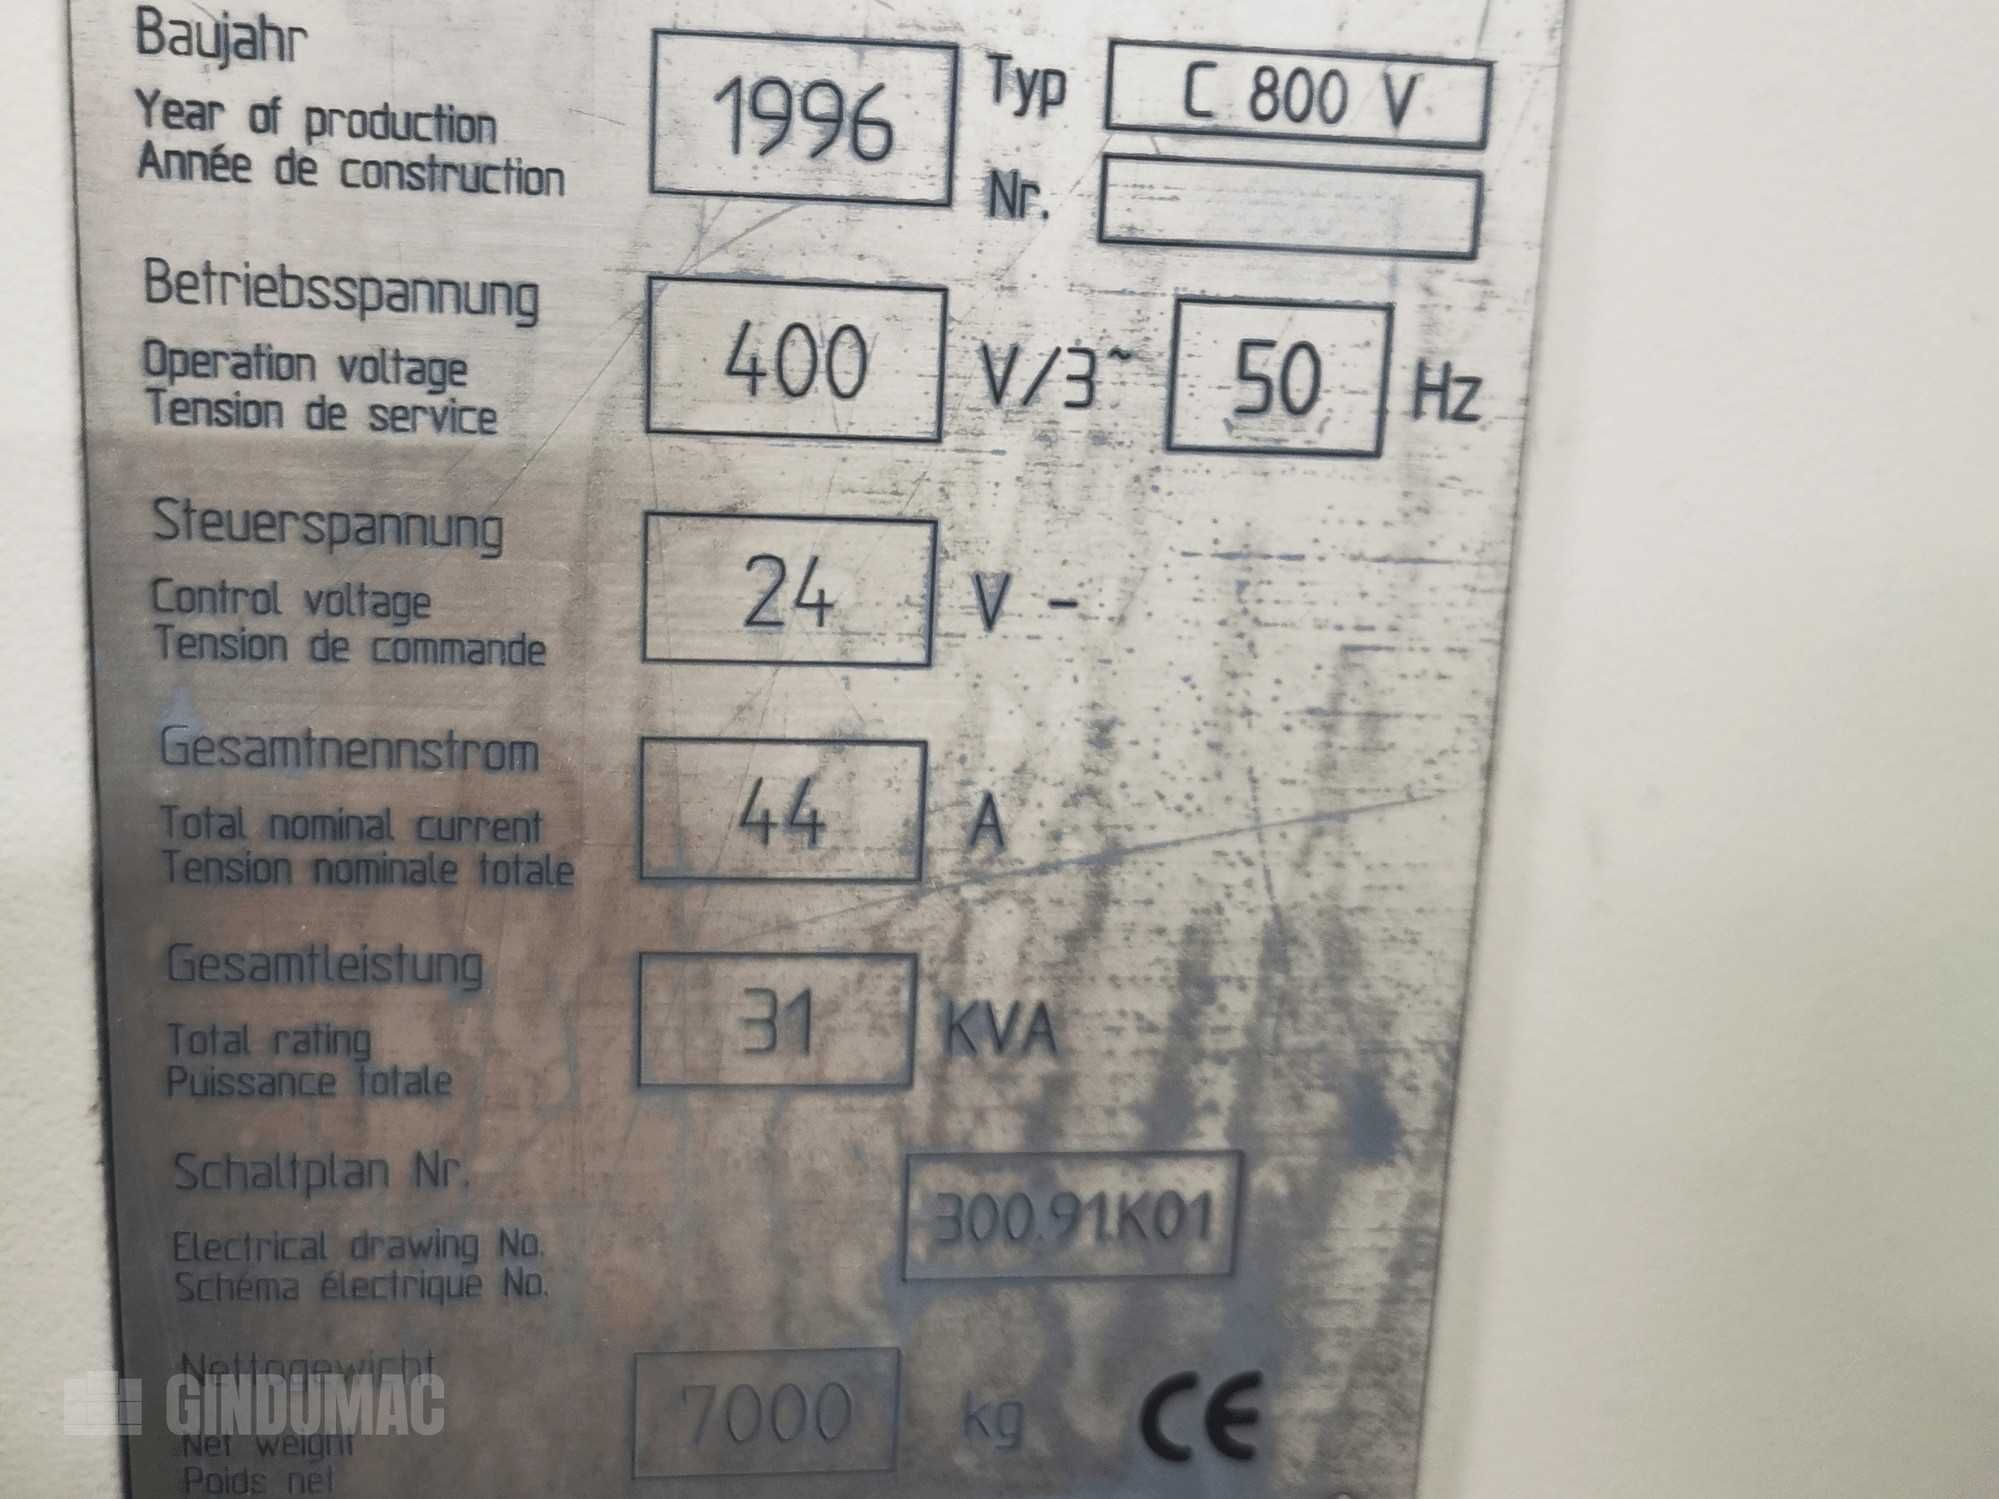 Baujahr
Year of production
Année de construction
1996
Typ C 800 V
Nr.
Betriebsspannung
Operation voltage
Tension de service
400 V/3~ 50 Hz
Steuerspannung
Control voltage
Tension de commande
24 V -
Gesamtnennstrom
Total nominal current
Tension nominale totale
44 A
Gesamtleistung
Total rating
Puissance totale
31 KVA
Schaltplan Nr.
Electrical drawing No.
Schéma électrique No.
300.91.K01
Nettogewicht
Net weight
Poids net
7000 kg CE
GINDUMAC